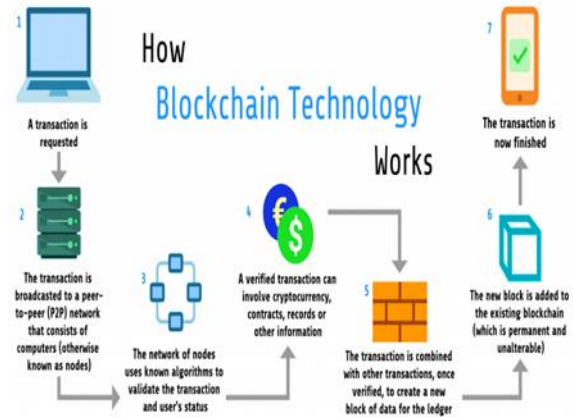 How
Blockchain Technology
Works
1
A transaction is
requested
2
The transaction is
broadcasted to a peer-
to-peer (P2P) network
that consists of
computers (otherwise
known as nodes)
3
The network of nodes
uses known algorithms to
validate the transaction
and user's status
4
€
$
A verified transaction can
involve cryptocurrency,
contracts, records or
other information
5
The transaction is combined
with other transactions, once
verified, to create a new
block of data for the ledger
6
The new block is added to
the existing blockchain
(which is permanent and
unalterable)
7
The transaction is
now finished